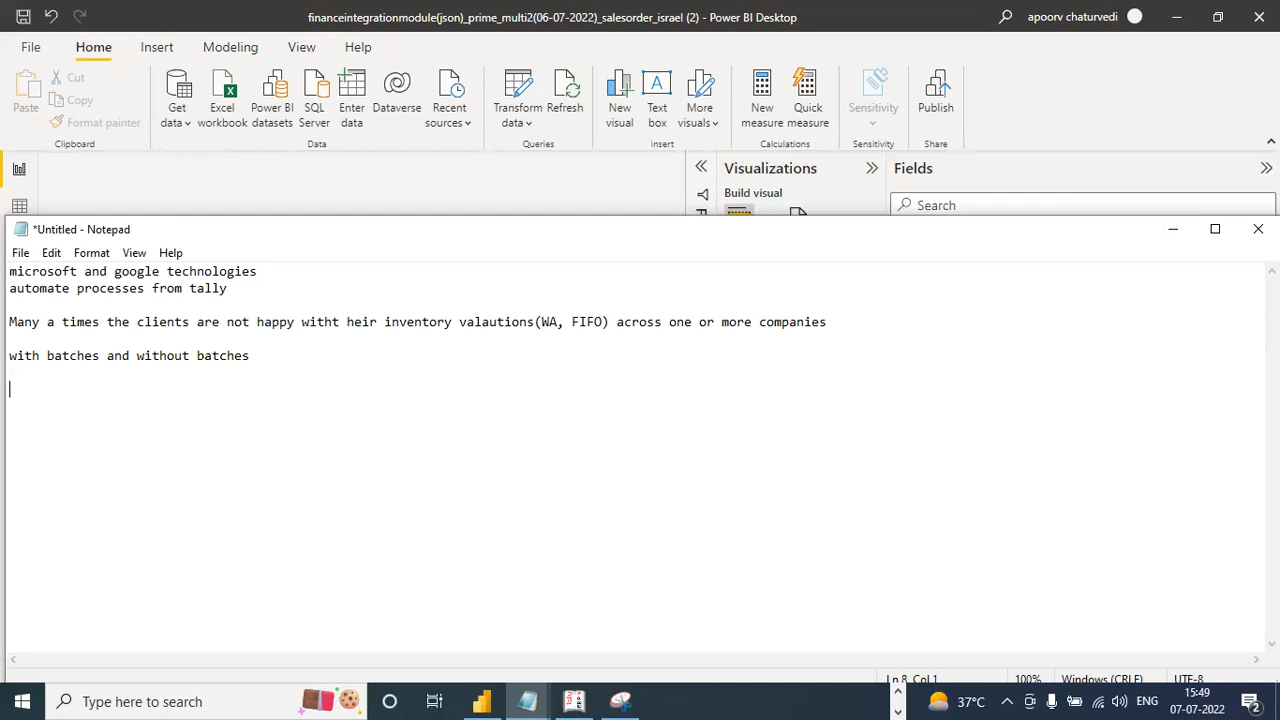 financeintegrationmodule(json)_prime_multi2(06-07-2022)_salesorder_israel (2) - Power BI Desktop
apoorv chaturvedi
File Home Insert Modeling View Help
Paste
Cut
Copy
Format painter
Clipboard
Get data
Excel workbook
Power BI datasets
SQL Server
Enter data
Dataverse
Recent sources
Data
Transform data
Refresh
Queries
New visual
Text box
More visuals
Insert
New measure
Quick measure
Calculations
Sensitivity
Sensitivity
Publish
Share
Visualizations
Build visual
Fields
Search
*Untitled - Notepad
File Edit Format View Help
microsoft and google technologies
automate processes from tally
Many a times the clients are not happy witht heir inventory valautions(WA, FIFO) across one or more companies
with batches and without batches
Ln 8, Col 1 100% Windows (CRLF) UTF-8
Type here to search
37°C
ENG
15:49
07-07-2022
2